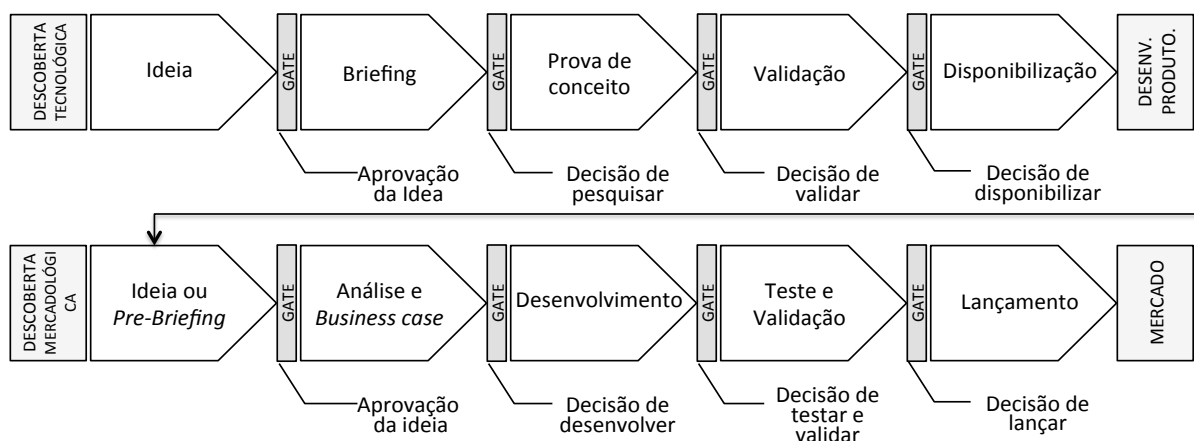 DESCOBERTA
TECNOLÓGICA
Ideia
GATE
Briefing
GATE
Prova de
conceito
GATE
Validação
GATE
Disponibilização
DESENV.
PRODUTO.
Aprovação
da Idea
Decisão de
pesquisar
Decisão de
validar
Decisão de
disponibilizar
DESCOBERTA
MERCADOLÓGI
CA
Ideia ou
Pre-Briefing
GATE
Análise e
Business case
GATE
Desenvolvimento
GATE
Teste e
Validação
GATE
Lançamento
MERCADO
Aprovação
da ideia
Decisão de
desenvolver
Decisão de
testar e
validar
Decisão de
lançar